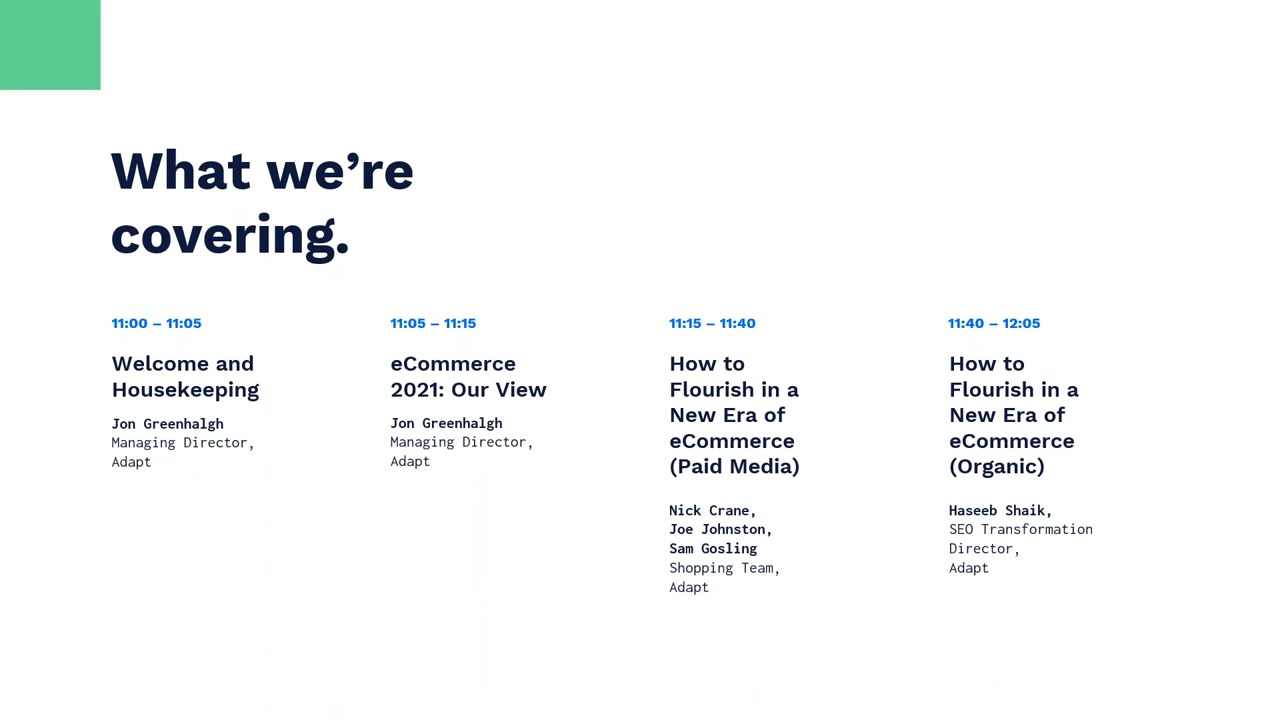 What we’re
covering.
11:00 – 11:05
Welcome and
Housekeeping
Jon Greenhalgh
Managing Director,
Adapt
11:05 – 11:15
eCommerce
2021: Our View
Jon Greenhalgh
Managing Director,
Adapt
11:15 – 11:40
How to
Flourish in a
New Era of
eCommerce
(Paid Media)
Nick Crane,
Joe Johnston,
Sam Gosling
Shopping Team,
Adapt
11:40 – 12:05
How to
Flourish in a
New Era of
eCommerce
(Organic)
Haseeb Shaik,
SEO Transformation
Director,
Adapt